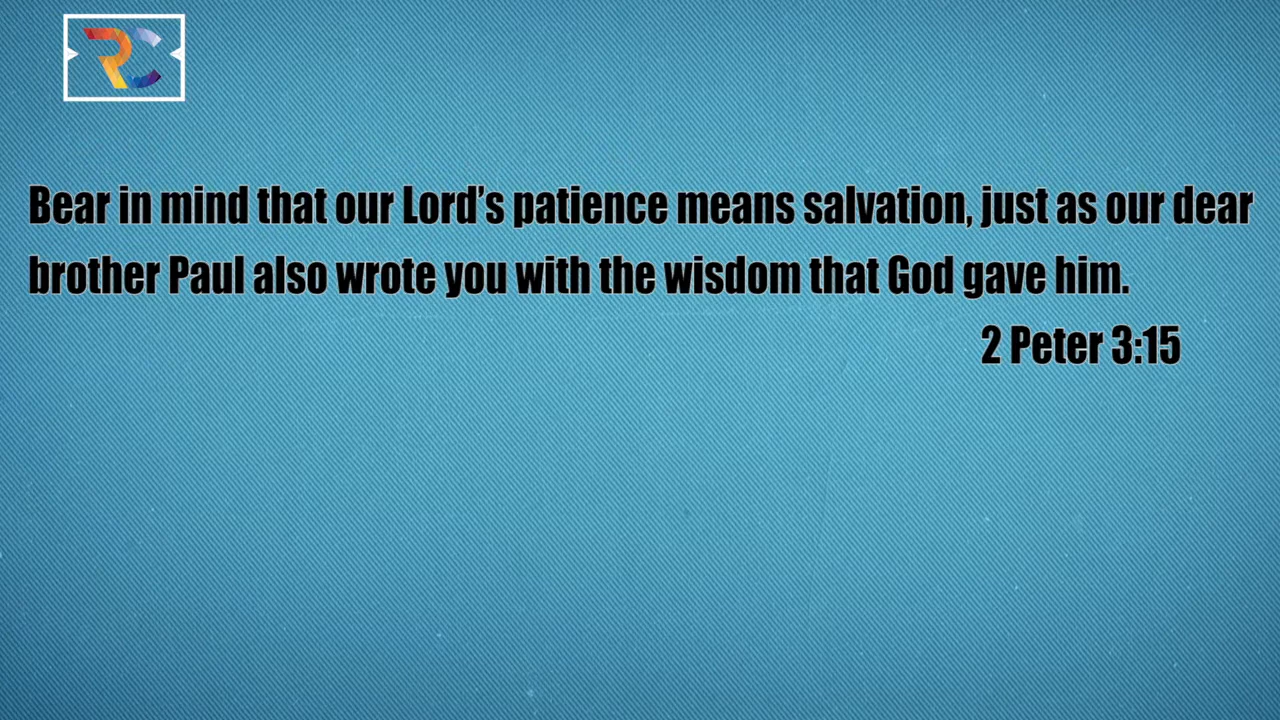 RC
Bear in mind that our Lord's patience means salvation, just as our dear
brother Paul also wrote you with the wisdom that God gave him.
2 Peter 3:15